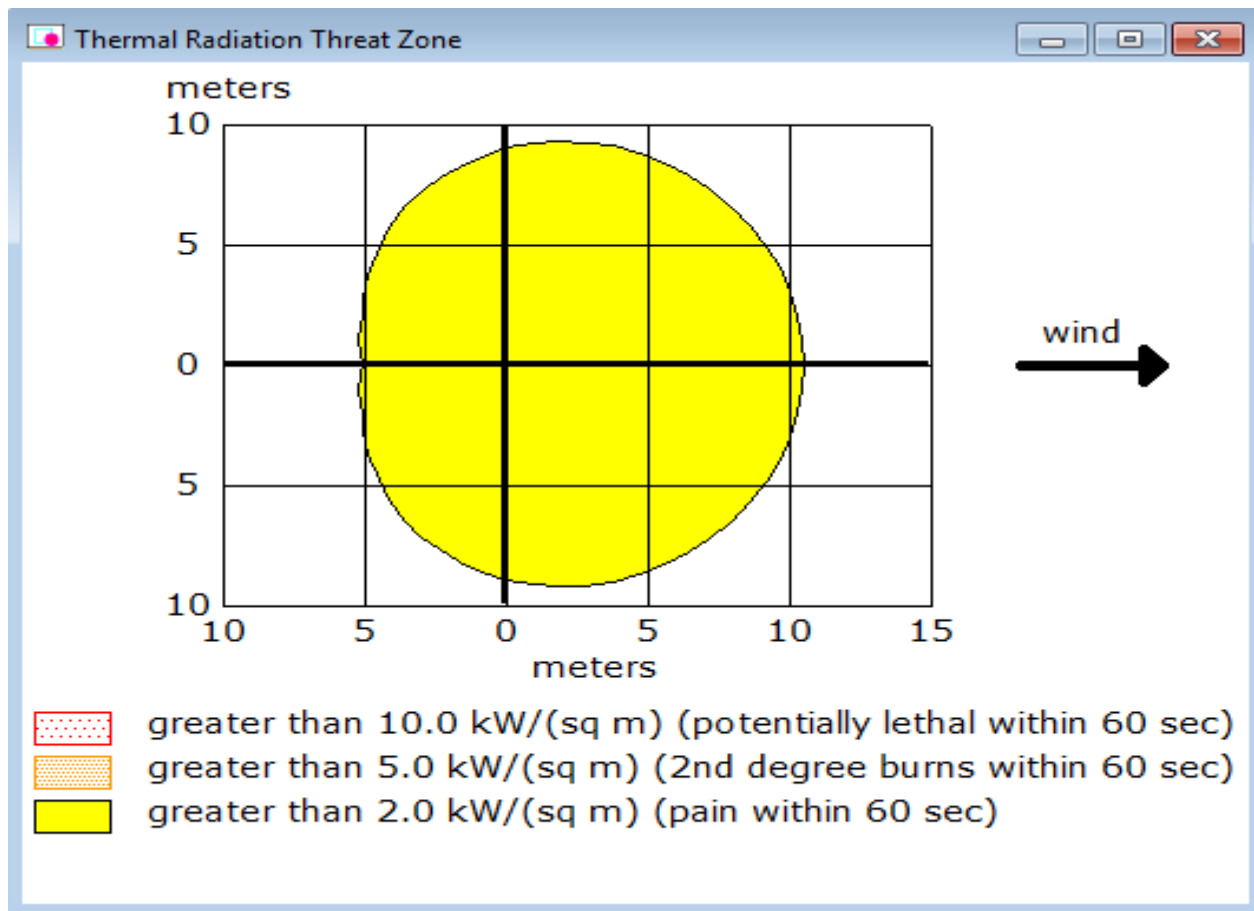 Thermal Radiation Threat Zone
meters
10
5
0
5
10
wind
10 5 0 5 10 15
meters
greater than 10.0 kW/(sq m) (potentially lethal within 60 sec)
greater than 5.0 kW/(sq m) (2nd degree burns within 60 sec)
greater than 2.0 kW/(sq m) (pain within 60 sec)